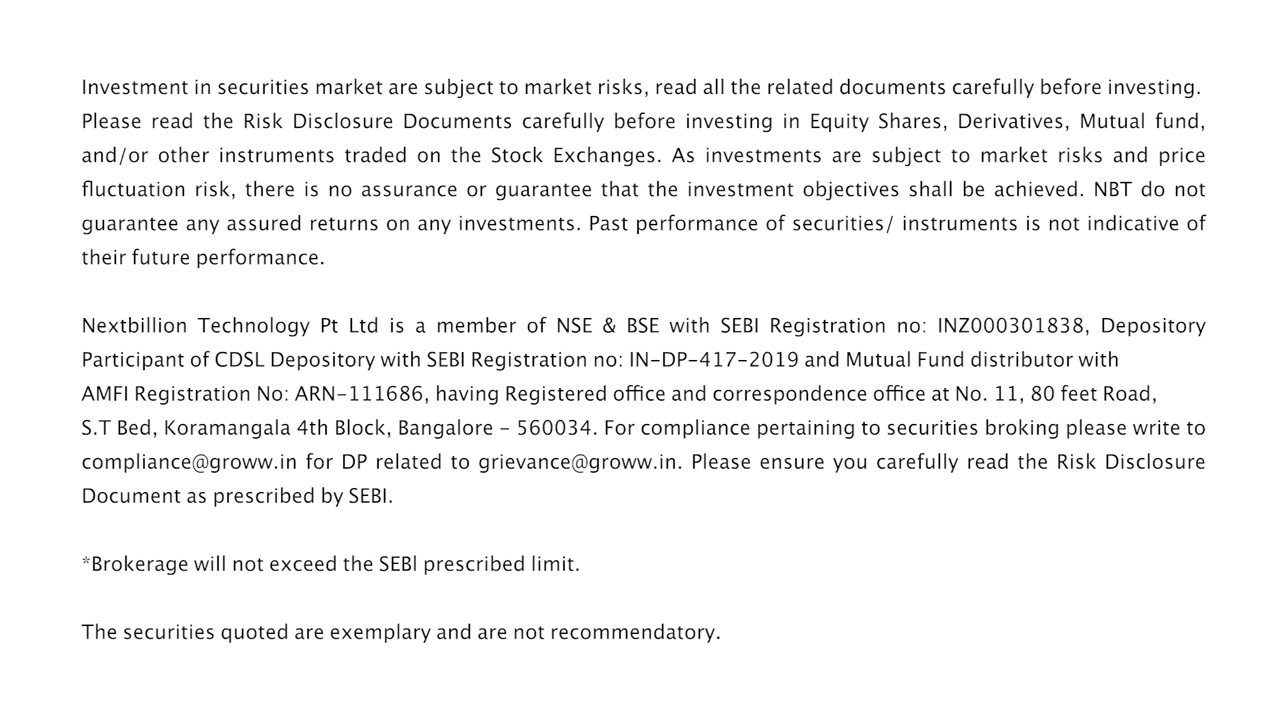 Investment in securities market are subject to market risks, read all the related documents carefully before investing.
Please read the Risk Disclosure Documents carefully before investing in Equity Shares, Derivatives, Mutual fund,
and/or other instruments traded on the Stock Exchanges. As investments are subject to market risks and price
fluctuation risk, there is no assurance or guarantee that the investment objectives shall be achieved. NBT do not
guarantee any assured returns on any investments. Past performance of securities/ instruments is not indicative of
their future performance.
Nextbillion Technology Pt Ltd is a member of NSE & BSE with SEBI Registration no: INZ000301838, Depository
Participant of CDSL Depository with SEBI Registration no: IN-DP-417-2019 and Mutual Fund distributor with
AMFI Registration No: ARN-111686, having Registered office and correspondence office at No. 11, 80 feet Road,
S.T Bed, Koramangala 4th Block, Bangalore - 560034. For compliance pertaining to securities broking please write to
compliance@groww.in for DP related to grievance@groww.in. Please ensure you carefully read the Risk Disclosure
Document as prescribed by SEBI.
*Brokerage will not exceed the SEBl prescribed limit.
The securities quoted are exemplary and are not recommendatory.